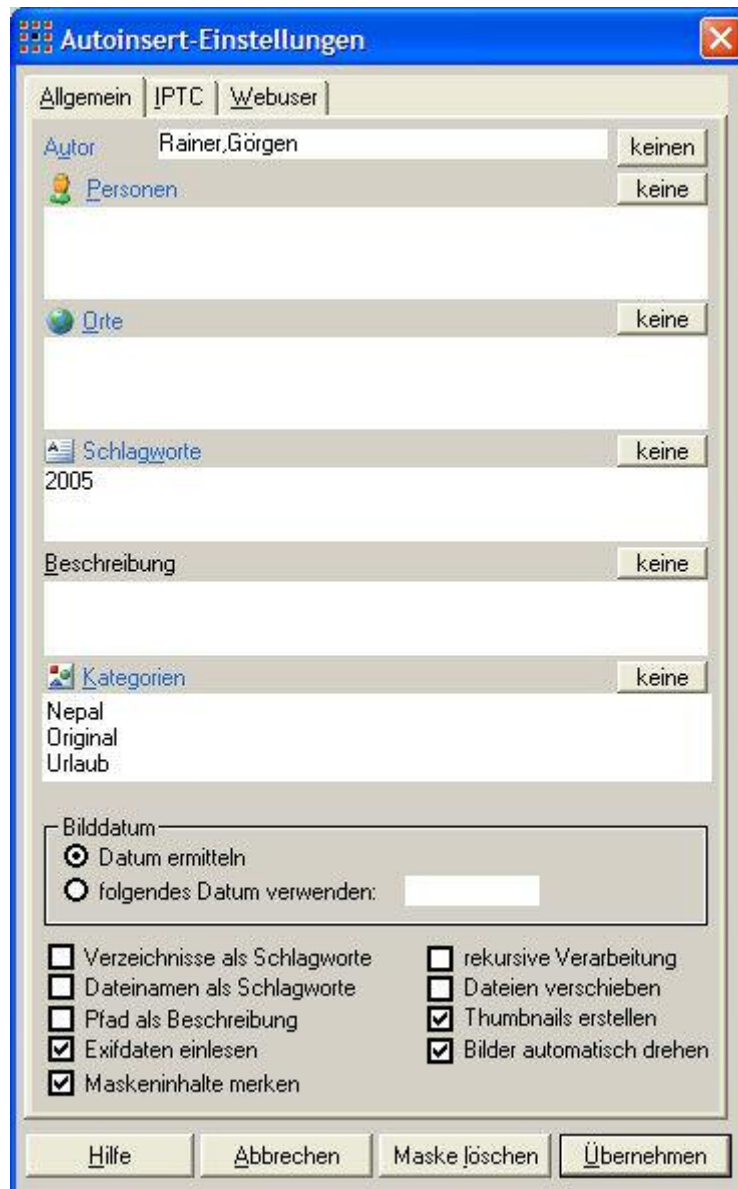 Autoinsert-Einstellungen
Allgemein IPTC Webuser
Autor Rainer,Görgen keinen
Personen keine
Orte keine
Schlagworte keine
2005
Beschreibung keine
Kategorien keine
Nepal
Original
Urlaub
Bilddatum
Datum ermitteln
folgendes Datum verwenden:
Verzeichnisse als Schlagworte rekursive Verarbeitung
Dateinamen als Schlagworte Dateien verschieben
Pfad als Beschreibung Thumbnails erstellen
Exifdaten einlesen Bilder automatisch drehen
Maskeninhalte merken
Hilfe Abbrechen Maske löschen Übernehmen